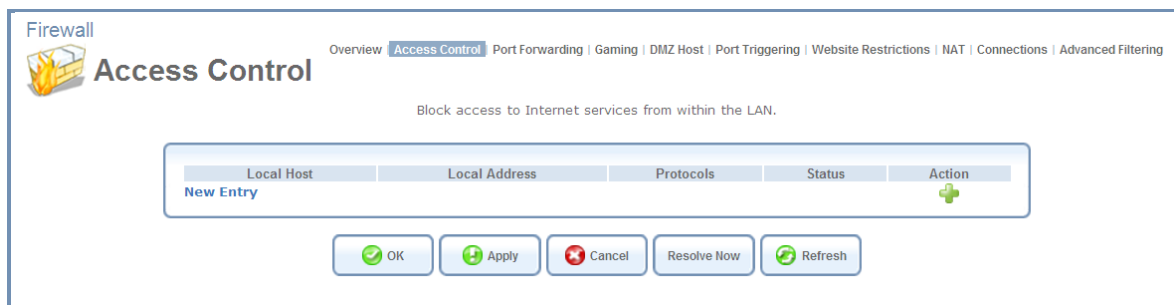 Firewall
Overview | Access Control | Port Forwarding | Gaming | DMZ Host | Port Triggering | Website Restrictions | NAT | Connections | Advanced Filtering
Access Control
Block access to Internet services from within the LAN.
Local Host Local Address Protocols Status Action
New Entry
OK Apply Cancel Resolve Now Refresh